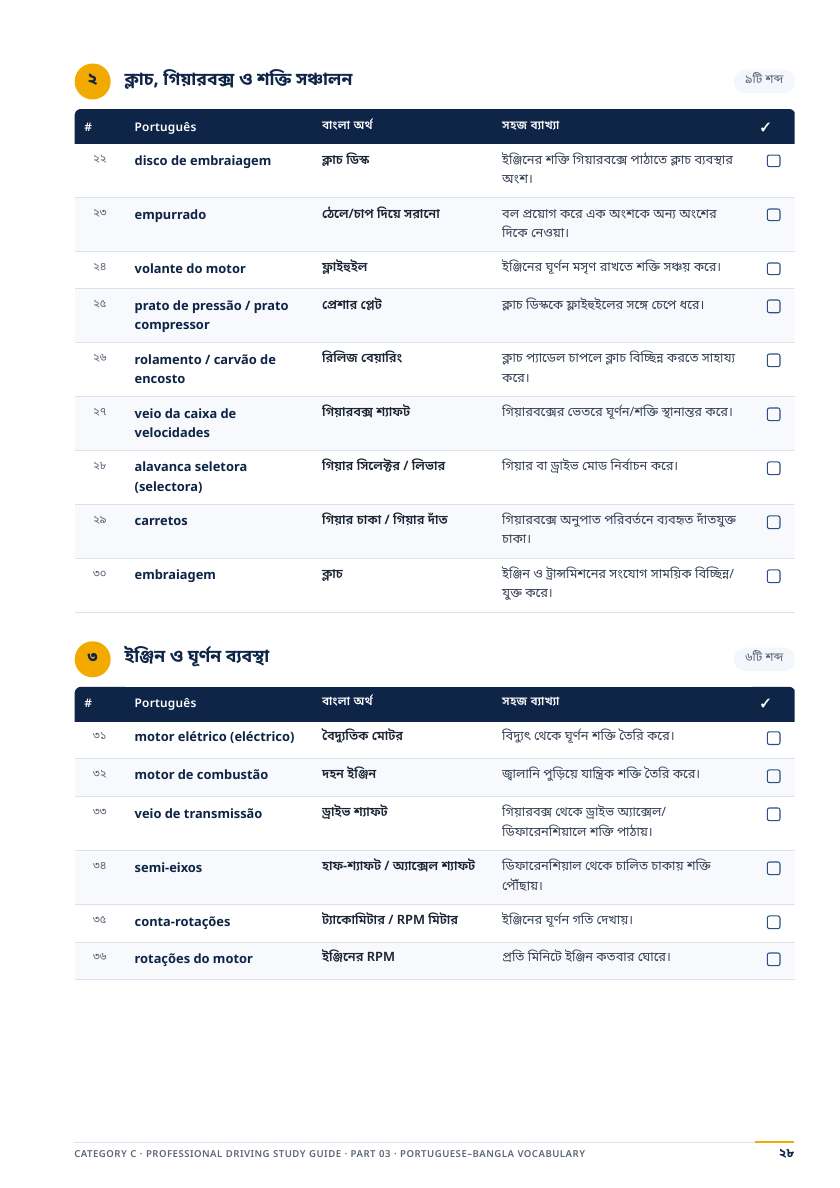 ২ ক্লাচ, গিয়ারবক্স ও শক্তি সঞ্চালন ৯টি শব্দ
# Português বাংলা অর্থ সহজ ব্যাখ্যা ✓
২২ disco de embraiagem ক্লাচ ডিস্ক ইঞ্জিনের শক্তি গিয়ারবক্সে পাঠাতে ক্লাচ ব্যবস্থার
অংশ।
২৩ empurrado ঠেলে/চাপ দিয়ে সরানো বল প্রয়োগ করে এক অংশকে অন্য অংশের
দিকে নেওয়া।
২৪ volante do motor ফ্লাইহুইল ইঞ্জিনের ঘূর্ণন মসৃণ রাখতে শক্তি সঞ্চয় করে।
২৫ prato de pressão / prato প্রেশার প্লেট ক্লাচ ডিস্ককে ফ্লাইহুইলের সঙ্গে চেপে ধরে।
compressor
২৬ rolamento / carvão de রিলিজ বেয়ারিং ক্লাচ প্যাডেল চাপলে ক্লাচ বিচ্ছিন্ন করতে সাহায্য
encosto করে।
২৭ veio da caixa de গিয়ারবক্স শ্যাফট গিয়ারবক্সের ভেতরে ঘূর্ণন/শক্তি স্থানান্তর করে।
velocidades
২৮ alavanca seletora গিয়ার সিলেক্টর / লিভার গিয়ার বা ড্রাইভ মোড নির্বাচন করে।
(selectora)
২৯ carretos গিয়ার চাকা / গিয়ার দাঁত গিয়ারবক্সে অনুপাত পরিবর্তনে ব্যবহৃত দাঁতযুক্ত
চাকা।
৩০ embraiagem ক্লাচ ইঞ্জিন ও ট্রান্সমিশনের সংযোগ সাময়িক বিচ্ছিন্ন/
যুক্ত করে।
৩ ইঞ্জিন ও ঘূর্ণন ব্যবস্থা ৬টি শব্দ
# Português বাংলা অর্থ সহজ ব্যাখ্যা ✓
৩১ motor elétrico (eléctrico) বৈদ্যুতিক মোটর বিদ্যুৎ থেকে ঘূর্ণন শক্তি তৈরি করে।
৩২ motor de combustão দহন ইঞ্জিন জ্বালানি পুড়িয়ে যান্ত্রিক শক্তি তৈরি করে।
৩৩ veio de transmissão ড্রাইভ শ্যাফট গিয়ারবক্স থেকে ড্রাইভ অ্যাক্সেল/
ডিফারেনশিয়ালে শক্তি পাঠায়।
৩৪ semi-eixos হাফ-শ্যাফট / অ্যাক্সেল শ্যাফট ডিফারেনশিয়াল থেকে চালিত চাকায় শক্তি
পৌঁছায়।
৩৫ conta-rotações ট্যাকোমিটার / RPM মিটার ইঞ্জিনের ঘূর্ণন গতি দেখায়।
৩৬ rotações do motor ইঞ্জিনের RPM প্রতি মিনিটে ইঞ্জিন কতবার ঘোরে।
CATEGORY C · PROFESSIONAL DRIVING STUDY GUIDE · PART 03 · PORTUGUESE–BANGLA VOCABULARY ২৮